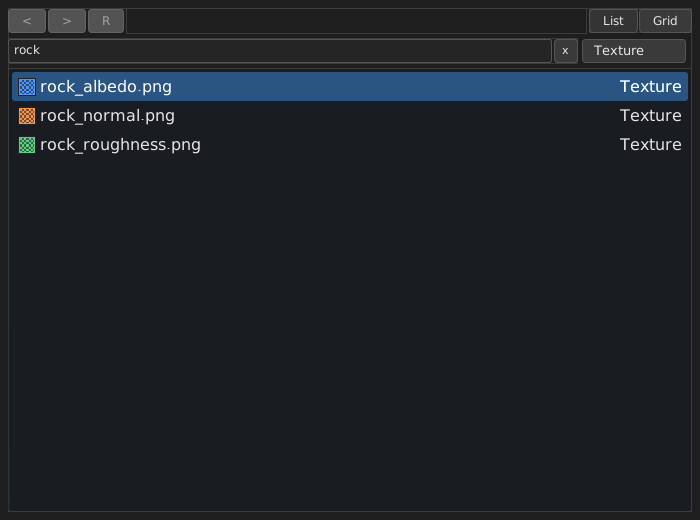 < > R List Grid
rock x Texture
rock_albedo.png Texture
rock_normal.png Texture
rock_roughness.png Texture